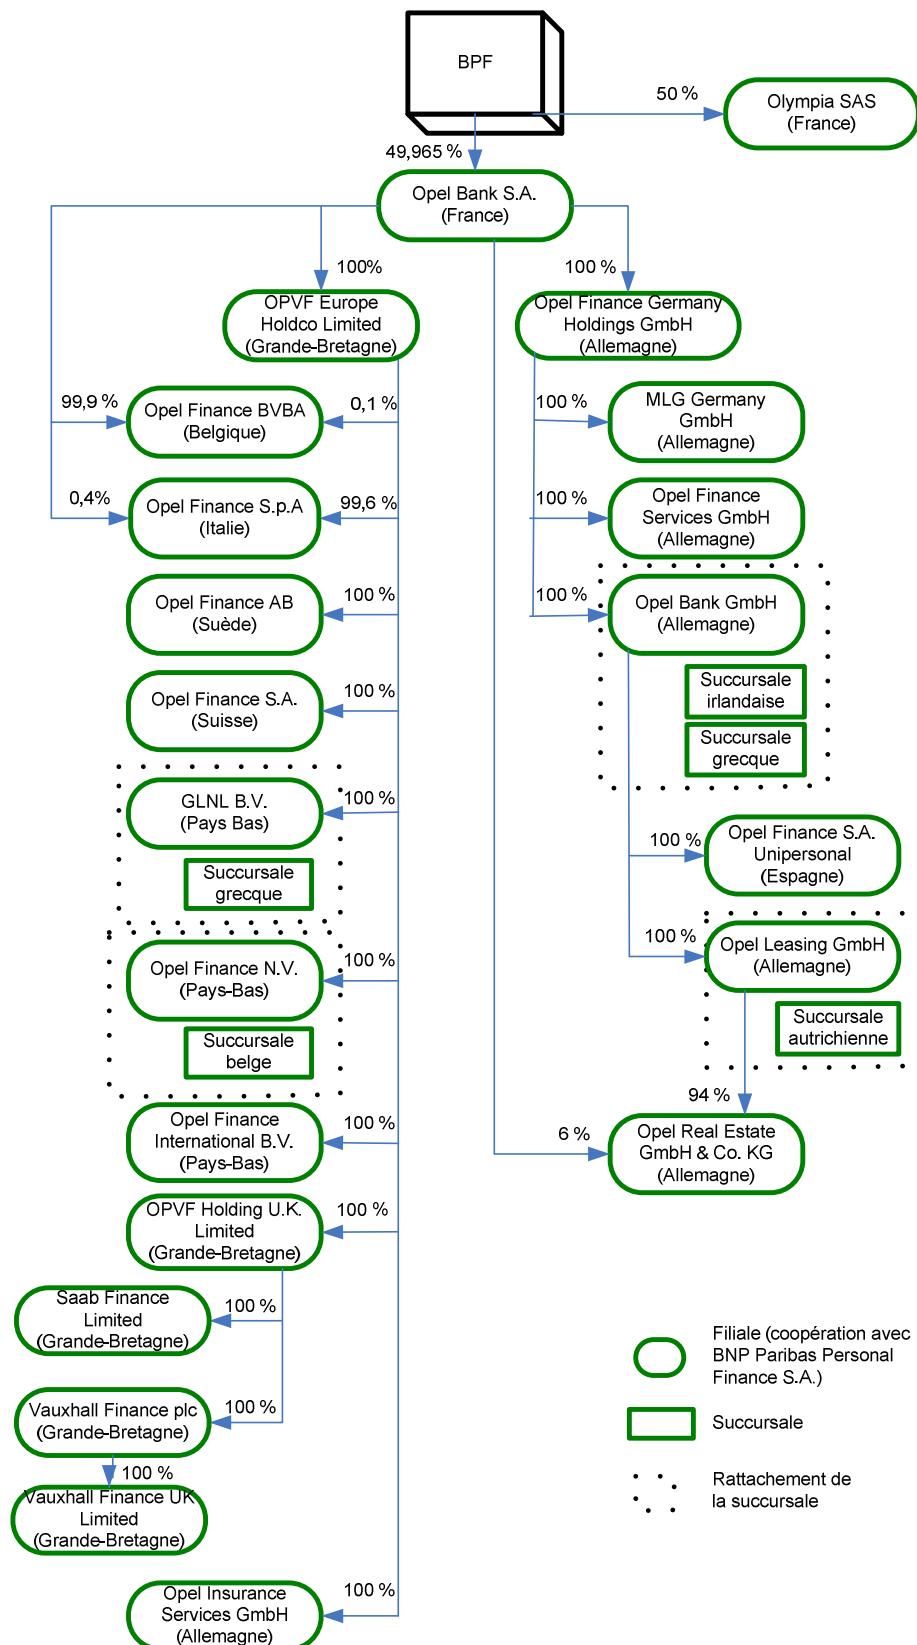 BPF
50 %
Olympia SAS
(France)
49,965 %
Opel Bank S.A.
(France)
100%
100 %
OPVF Europe
Holdco Limited
(Grande-Bretagne)
Opel Finance Germany
Holdings GmbH
(Allemagne)
99,9 %
Opel Finance BVBA
(Belgique)
0,1 %
100 %
MLG Germany
GmbH
(Allemagne)
0,4%
Opel Finance S.p.A
(Italie)
99,6 %
100 %
Opel Finance
Services GmbH
(Allemagne)
Opel Finance AB
(Suède)
100 %
100 %
Opel Bank GmbH
(Allemagne)
Succursale
irlandaise
Succursale
grecque
Opel Finance S.A.
(Suisse)
100 %
GLNL B.V.
(Pays Bas)
100 %
Succursale
grecque
100 %
Opel Finance S.A.
Unipersonal
(Espagne)
Opel Finance N.V.
(Pays-Bas)
100 %
Succursale
belge
100 %
Opel Leasing GmbH
(Allemagne)
Succursale
autrichienne
94 %
Opel Finance
International B.V.
(Pays-Bas)
100 %
6 %
Opel Real Estate
GmbH & Co. KG
(Allemagne)
OPVF Holding U.K.
Limited
(Grande-Bretagne)
100 %
Saab Finance
Limited
(Grande-Bretagne)
100 %
Vauxhall Finance plc
(Grande-Bretagne)
100 %
100 %
Vauxhall Finance UK
Limited
(Grande-Bretagne)
Opel Insurance
Services GmbH
(Allemagne)
100 %
Filiale (coopération avec
BNP Paribas Personal
Finance S.A.)
Succursale
Rattachement de
la succursale